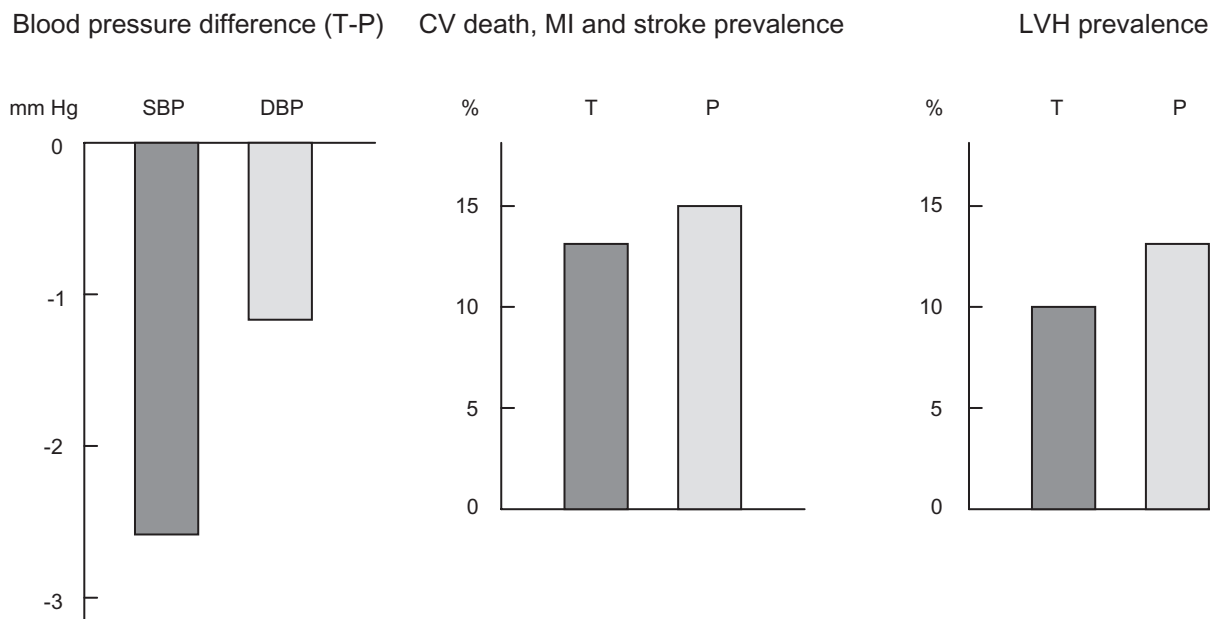 Blood pressure difference (T-P)
mm Hg SBP DBP
0
-1
-2
-3
CV death, MI and stroke prevalence
% T P
15
10
5
0
LVH prevalence
% T P
15
10
5
0